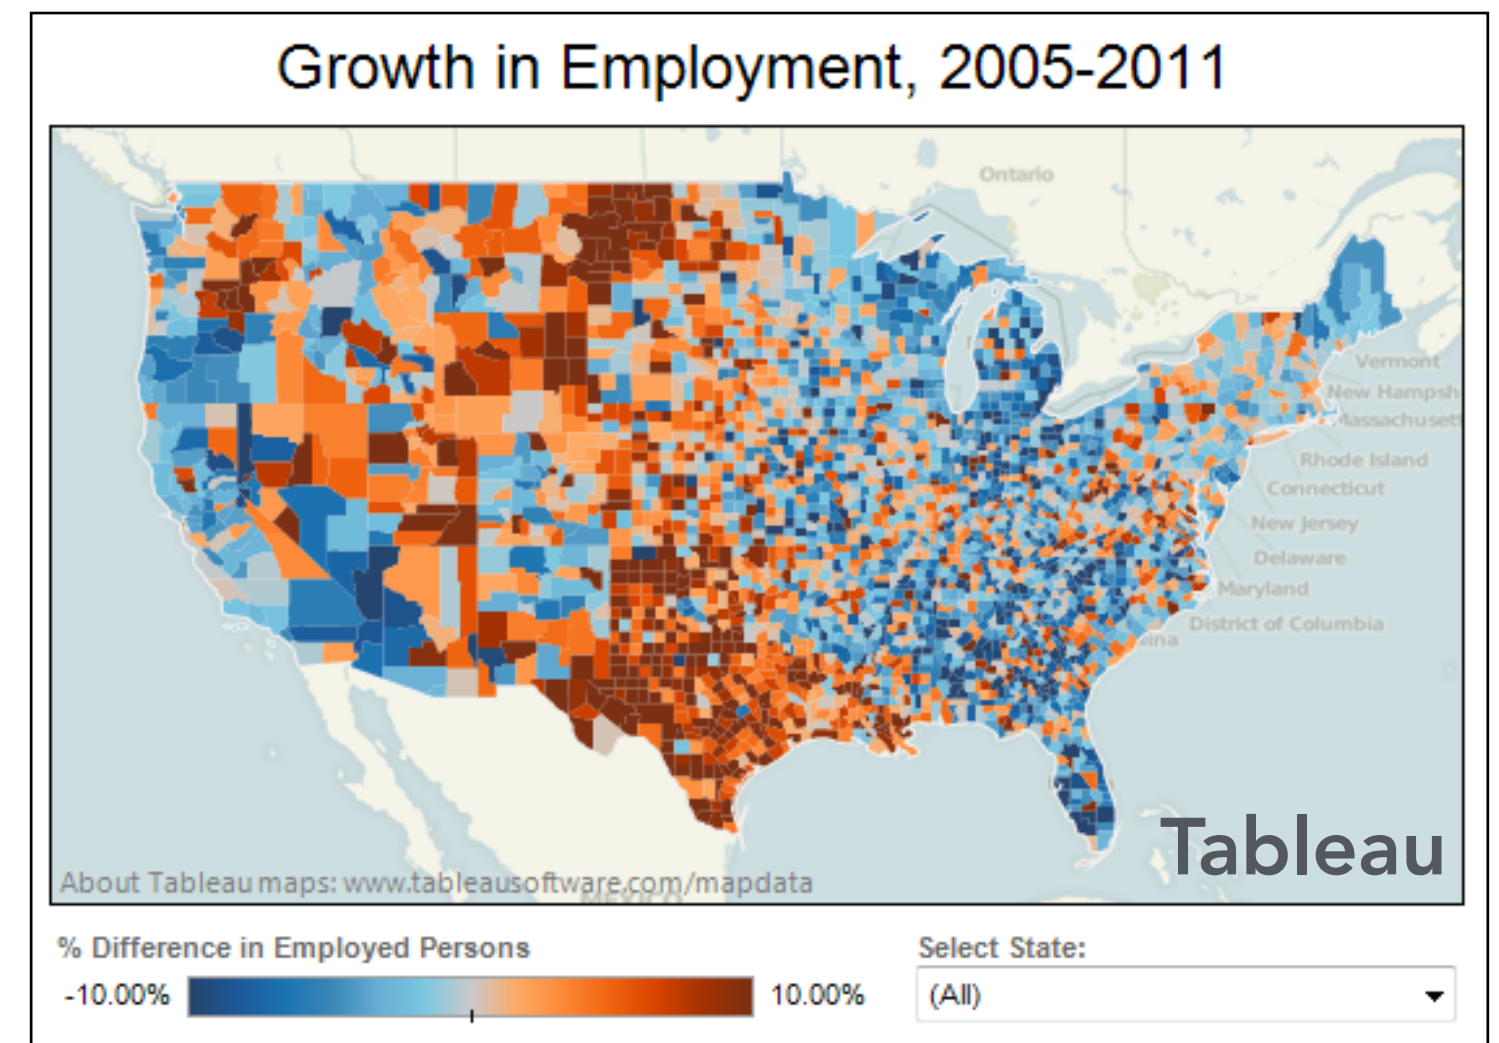 Growth in Employment, 2005-2011
Ontario
Vermont
New Hampsh
Massachusett
Rhode Island
Connecticut
New Jersey
Delaware
Maryland
District of Columbia
ina
Tableau
About Tableau maps: www.tableausoftware.com/mapdata
MEXICO
% Difference in Employed Persons
Select State:
-10.00%
10.00%
(All)